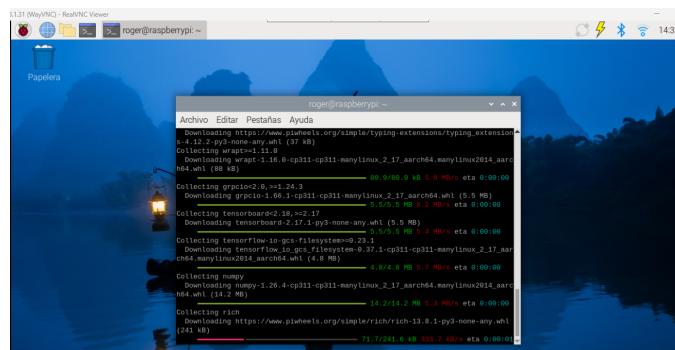 .1.31 (WayVNC) - RealVNC Viewer
roger@raspberrypi: ~
14:3
Papelera
roger@raspberrypi: ~
Archivo Editar Pestañas Ayuda
Downloading https://www.piwheels.org/simple/typing-extensions/typing_extension
s-4.12.2-py3-none-any.whl (37 kB)
Collecting wrapt>=1.11.0
Downloading wrapt-1.16.0-cp311-cp311-manylinux_2_17_aarch64.manylinux2014_aarc
h64.whl (80 kB)
80.9/80.9 kB 5.0 MB/s eta 0:00:00
Collecting grpcio<2.0,>=1.24.3
Downloading grpcio-1.66.1-cp311-cp311-manylinux_2_17_aarch64.whl (5.5 MB)
5.5/5.5 MB 6.2 MB/s eta 0:00:00
Collecting tensorboard<2.18,>=2.17
Downloading tensorboard-2.17.1-py3-none-any.whl (5.5 MB)
5.5/5.5 MB 5.4 MB/s eta 0:00:00
Collecting tensorflow-io-gcs-filesystem>=0.23.1
Downloading tensorflow_io_gcs_filesystem-0.37.1-cp311-cp311-manylinux_2_17_aar
ch64.manylinux2014_aarch64.whl (4.8 MB)
4.8/4.8 MB 5.7 MB/s eta 0:00:00
Collecting numpy
Downloading numpy-1.26.4-cp311-cp311-manylinux_2_17_aarch64.manylinux2014_aarc
h64.whl (14.2 MB)
14.2/14.2 MB 5.3 MB/s eta 0:00:00
Collecting rich
Downloading https://www.piwheels.org/simple/rich/rich-13.8.1-py3-none-any.whl
(241 kB)
71.7/241.6 kB 113.7 kB/s eta 0:00:01